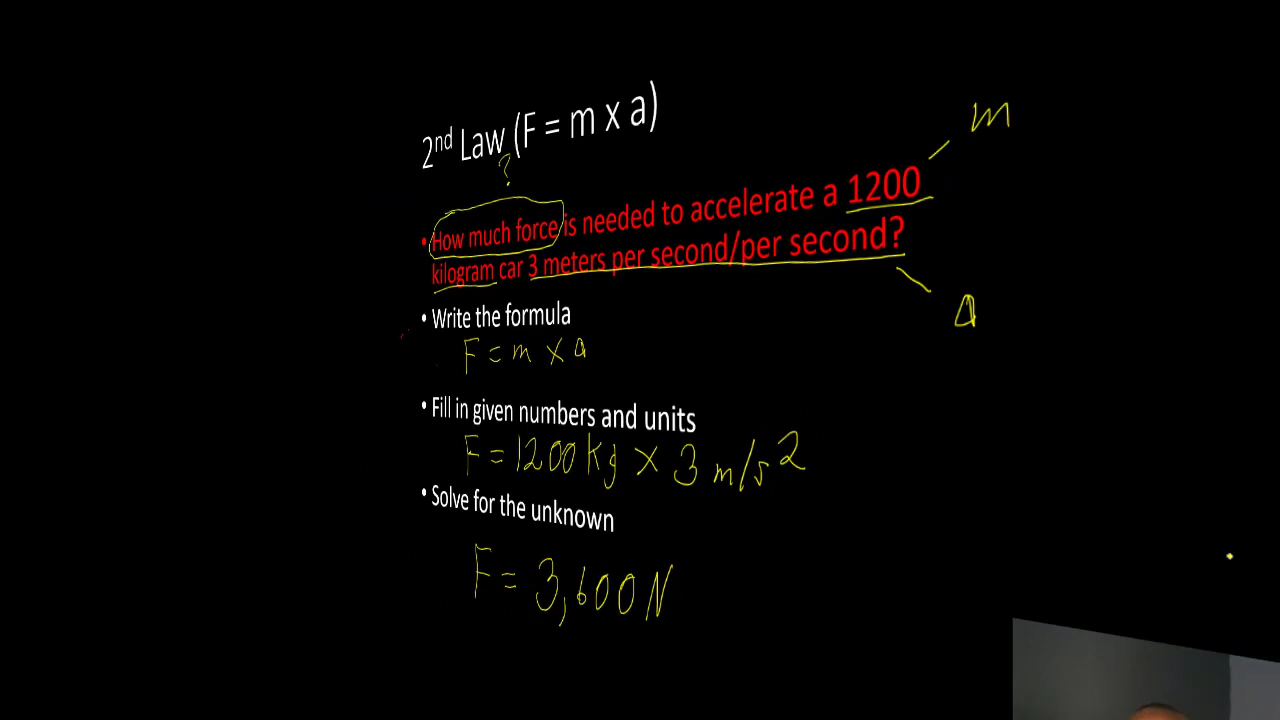 2nd Law (F = m x a)
m
?
• How much force is needed to accelerate a 1200
kilogram car 3 meters per second/per second?
a
• Write the formula
F = m x a
• Fill in given numbers and units
F = 1200 kg x 3 m/s2
• Solve for the unknown
F = 3,600 N